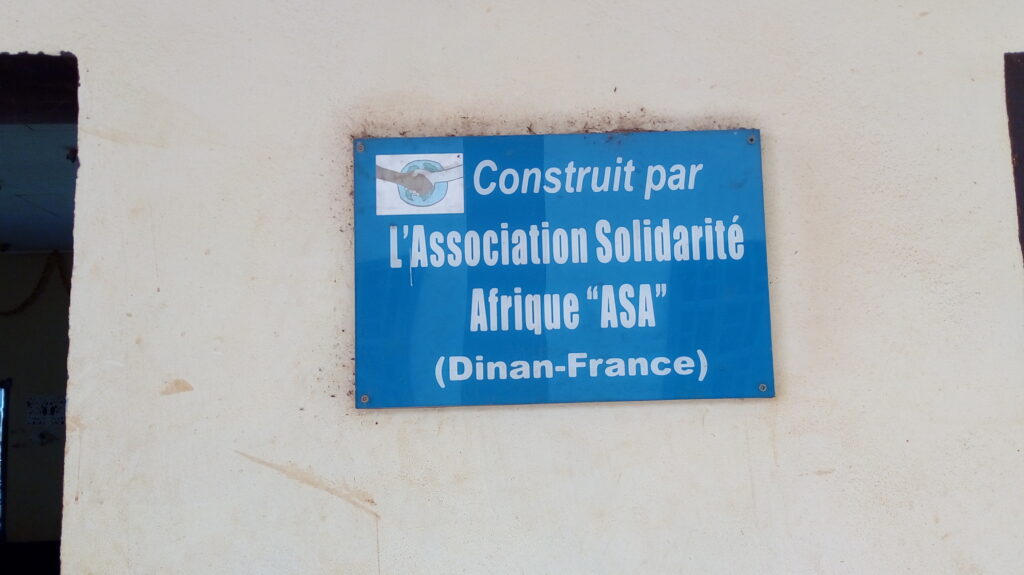 Construit par
L'Association Solidarité
Afrique "ASA"
(Dinan-France)